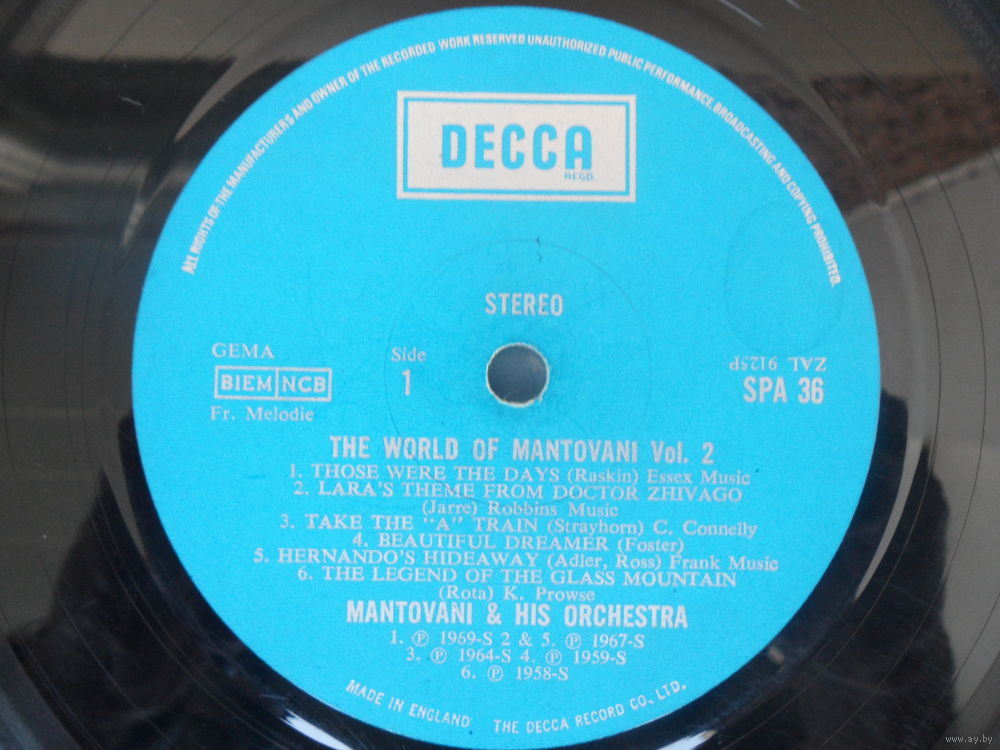 ALL RIGHTS OF THE MANUFACTURERS AND OWNER OF THE RECORDED WORK RESERVED UNAUTHORIZED PUBLIC PERFORMANCE BROADCASTING AND COPYING PROHIBITED.
DECCA
REGD.
STEREO
GEMA
BIEM NCB
Fr. Melodie
Side
1
ZAL 9125P
SPA 36
THE WORLD OF MANTOVANI Vol. 2
1. THOSE WERE THE DAYS (Raskin) Essex Music
2. LARA'S THEME FROM DOCTOR ZHIVAGO
(Jarre) Robbins Music
3. TAKE THE "A" TRAIN (Strayhorn) C. Connelly
4. BEAUTIFUL DREAMER (Foster)
5. HERNANDO'S HIDEAWAY (Adler, Ross) Frank Music
6. THE LEGEND OF THE GLASS MOUNTAIN
(Rota) K. Prowse
MANTOVANI & HIS ORCHESTRA
1. ℗ 1969-S 2 & 5. ℗ 1967-S
3. ℗ 1964-S 4. ℗ 1959-S
6. ℗ 1958-S
MADE IN ENGLAND THE DECCA RECORD CO., LTD.
www.ay.by